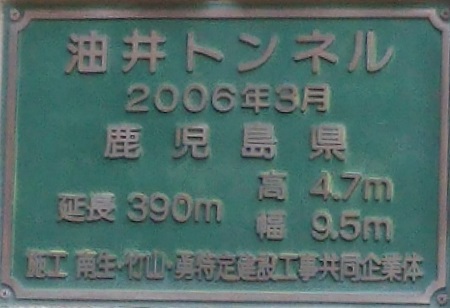 油井トンネル
2006年3月
鹿児島県
延長 390m 高 4.7m
幅 9.5m
施工 南生・竹山・勇特定建設工事共同企業体